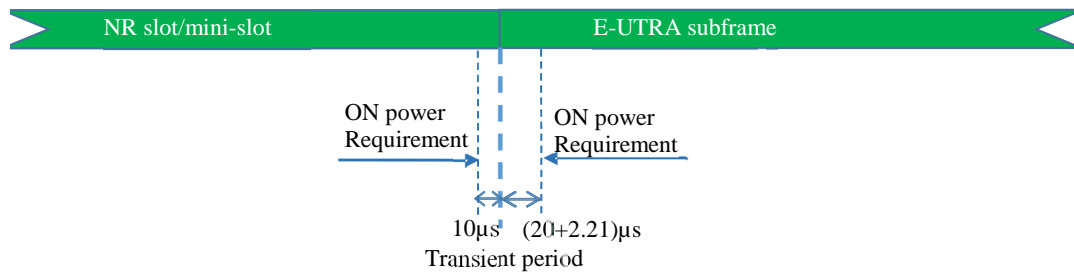 NR slot/mini-slot E-UTRA subframe
ON power
Requirement
ON power
Requirement
10µs (20+2.21)µs
Transient period